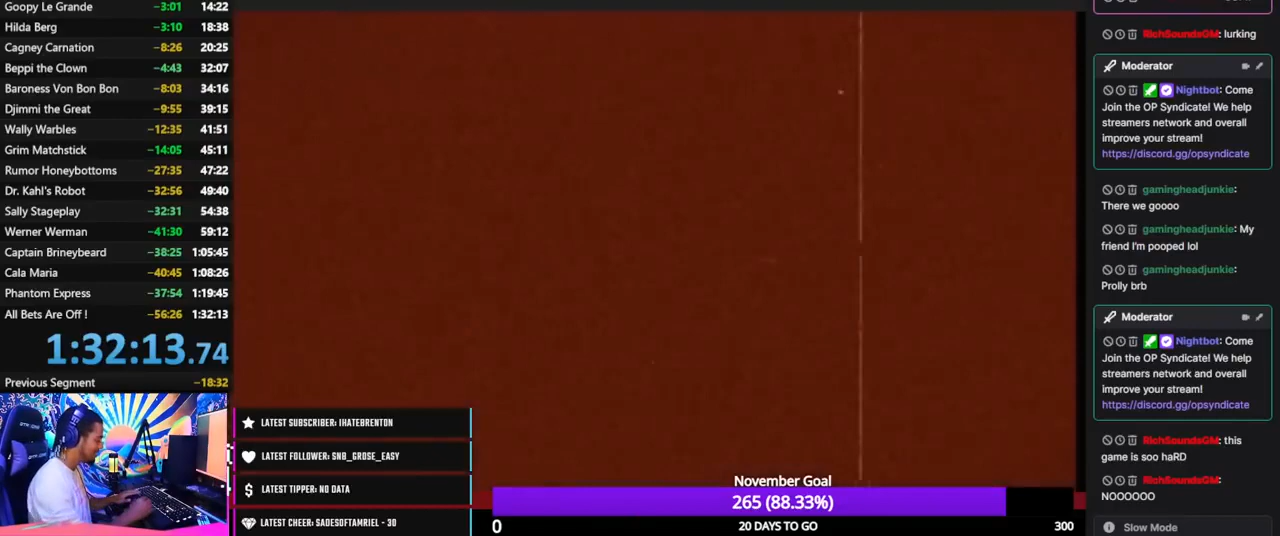 Goopy Le Grande -3:01 14:22
Hilda Berg -3:10 18:38
Cagney Carnation -8:26 20:25
Beppi the Clown -4:43 32:07
Baroness Von Bon Bon -8:03 34:16
Djimmi the Great -9:55 39:15
Wally Warbles -12:35 41:51
Grim Matchstick -14:05 45:11
Rumor Honeybottoms -27:35 47:22
Dr. Kahl's Robot -32:56 49:40
Sally Stageplay -32:31 54:38
Werner Werman -41:30 59:12
Captain Brineybeard -38:25 1:05:45
Cala Maria -40:45 1:08:26
Phantom Express -37:54 1:19:45
All Bets Are Off ! -56:26 1:32:13
1:32:13.74
Previous Segment -18:32
LATEST SUBSCRIBER: IHATEBRENTON
LATEST FOLLOWER: SNB_GROSE_EASY
LATEST TIPPER: NO DATA
LATEST CHEER: SADESOFTAMRIEL - 30
November Goal
265 (88.33%)
0 20 DAYS TO GO 300
RichSoundsGM: lurking
Moderator
Nightbot: Come
Join the OP Syndicate! We help
streamers network and overall
improve your stream!
https://discord.gg/opsyndicate
gamingheadjunkie:
There we goooo
gamingheadjunkie: My
friend I'm pooped lol
gamingheadjunkie:
Prolly brb
Moderator
Nightbot: Come
Join the OP Syndicate! We help
streamers network and overall
improve your stream!
https://discord.gg/opsyndicate
RichSoundsGM: this
game is soo haRD
RichSoundsGM:
NOOOOOO
Slow Mode